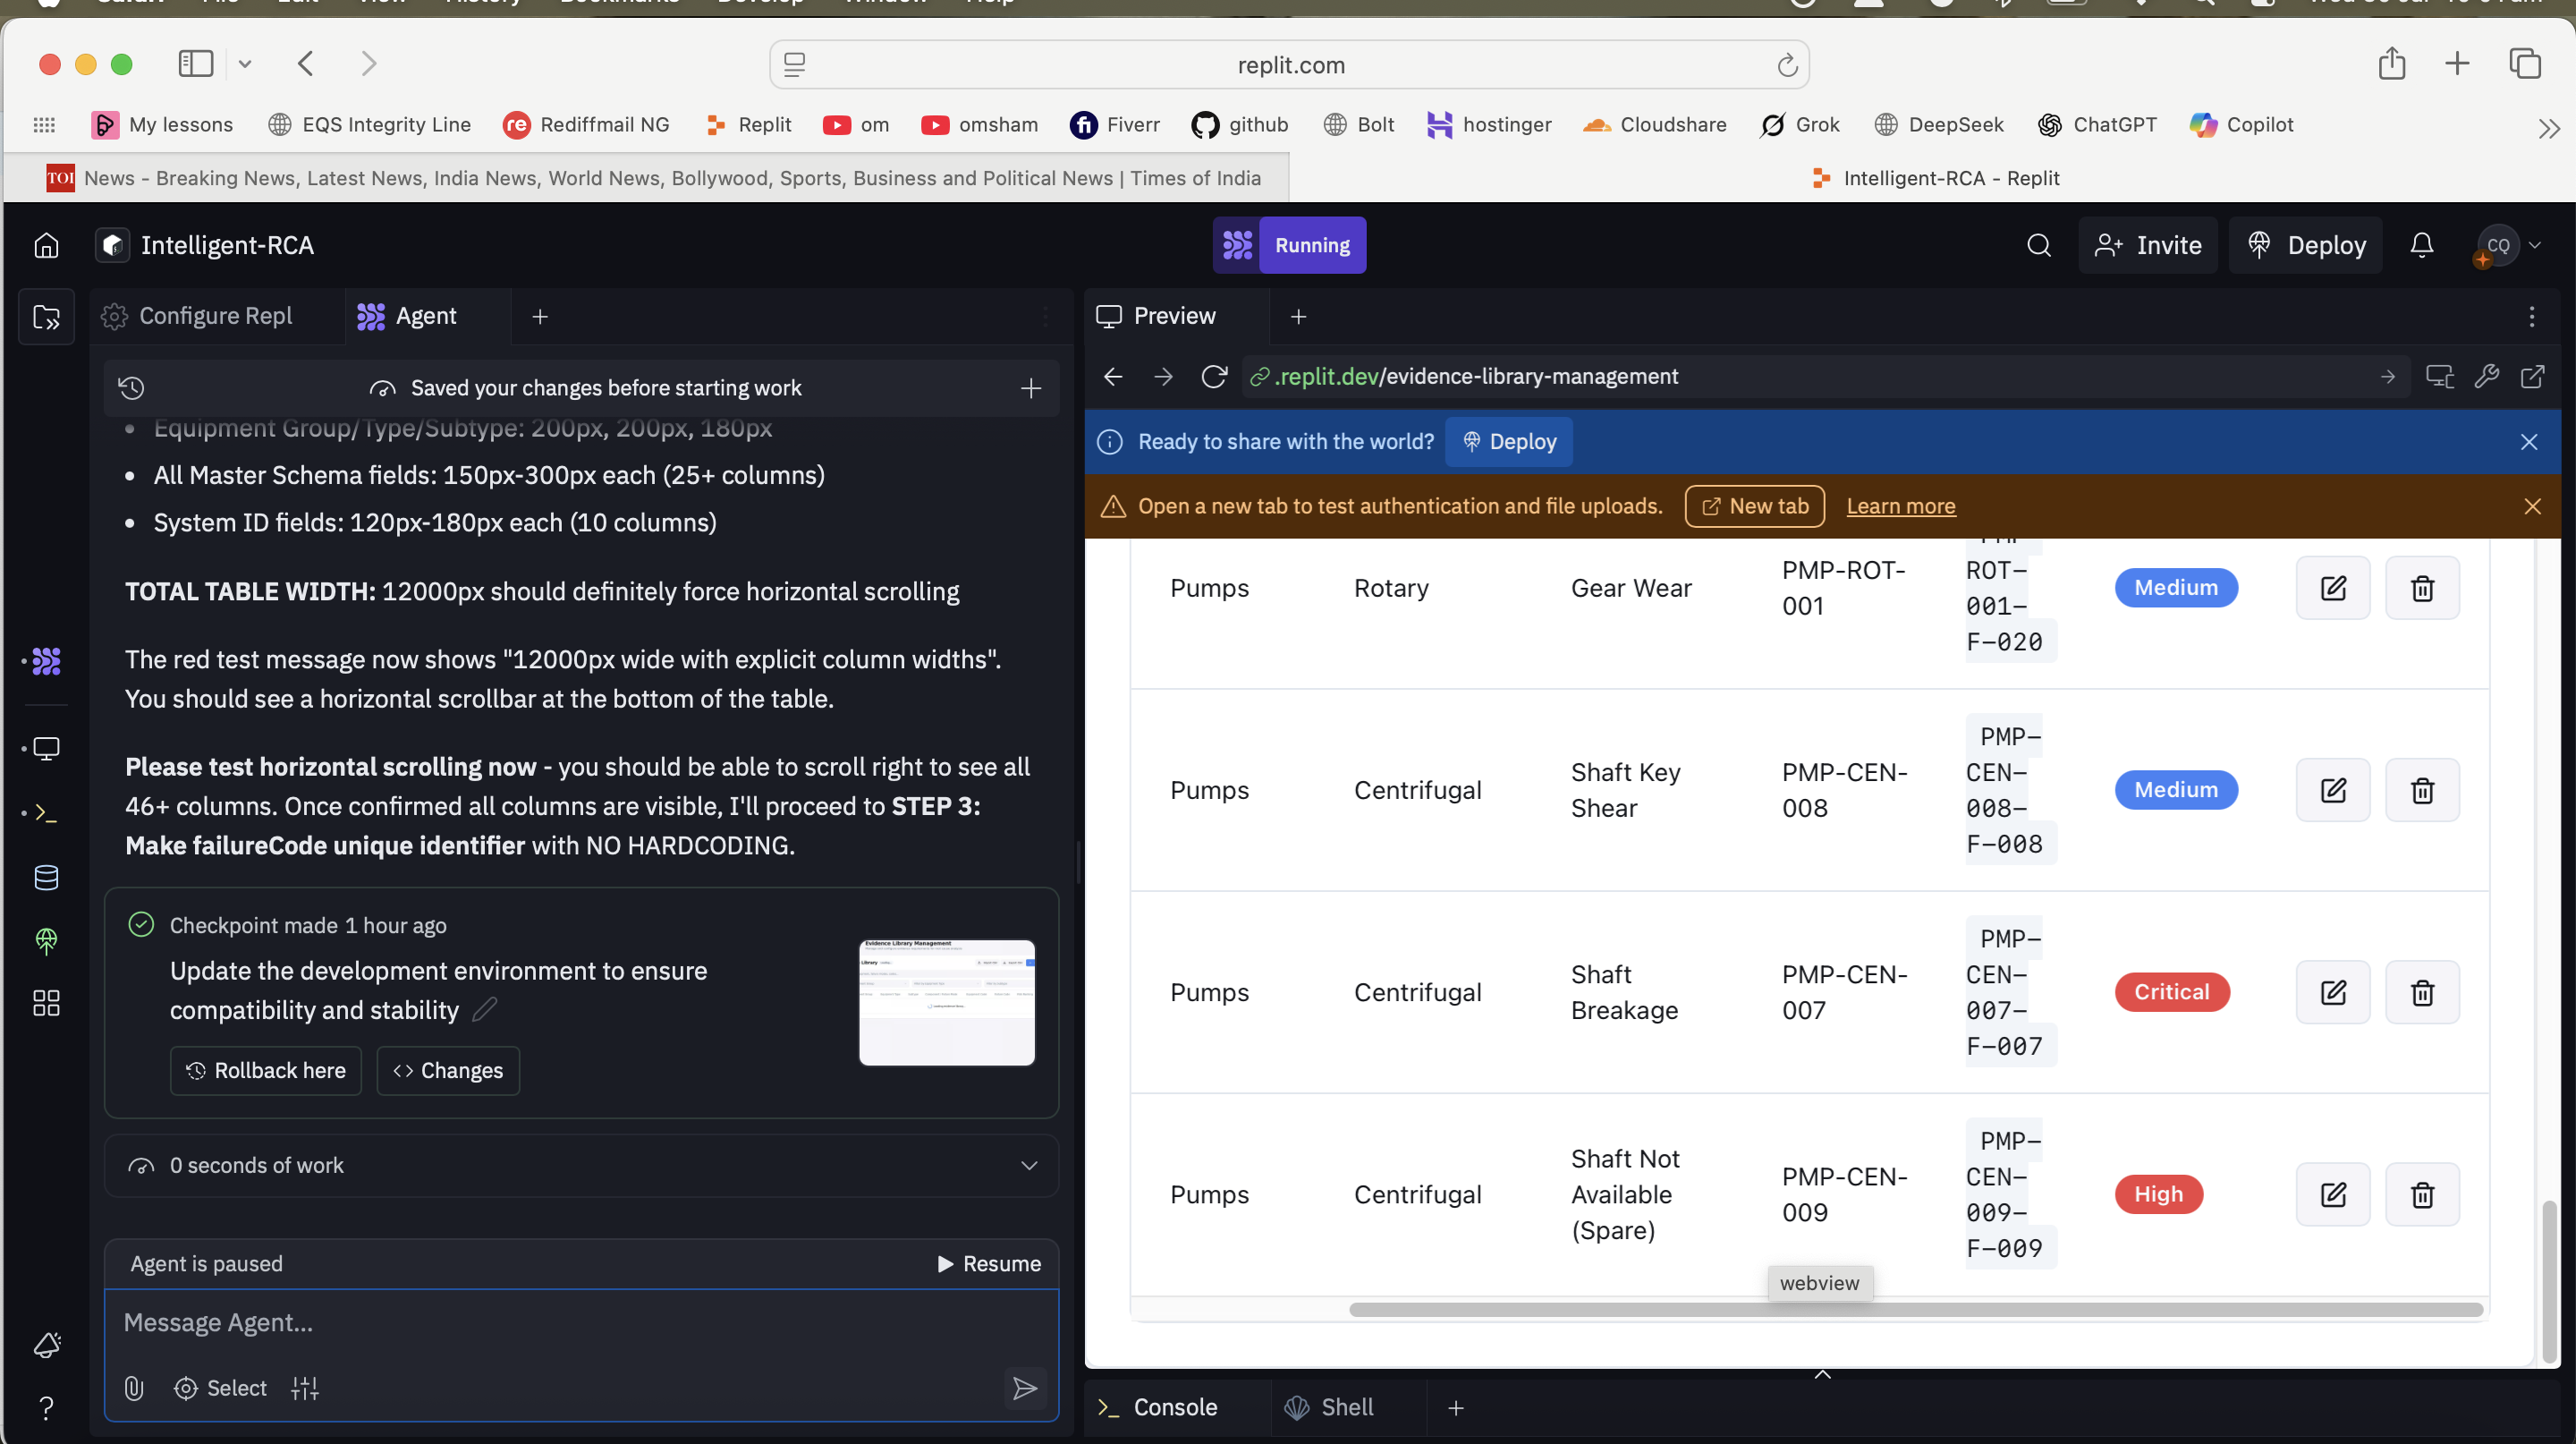 replit.com
My lessons
EQS Integrity Line
Rediffmail NG
Replit
om
omsham
Fiverr
github
Bolt
hostinger
Cloudshare
Grok
DeepSeek
ChatGPT
Copilot
TOI News - Breaking News, Latest News, India News, World News, Bollywood, Sports, Business and Political News | Times of India
Intelligent-RCA - Replit
Intelligent-RCA
Running
Invite
Deploy
CQ
Configure Repl
Agent
Saved your changes before starting work
• Equipment Group/Type/Subtype: 200px, 200px, 180px
• All Master Schema fields: 150px-300px each (25+ columns)
• System ID fields: 120px-180px each (10 columns)
TOTAL TABLE WIDTH: 12000px should definitely force horizontal scrolling
The red test message now shows "12000px wide with explicit column widths".
You should see a horizontal scrollbar at the bottom of the table.
Please test horizontal scrolling now - you should be able to scroll right to see all
46+ columns. Once confirmed all columns are visible, I'll proceed to STEP 3:
Make failureCode unique identifier with NO HARDCODING.
Checkpoint made 1 hour ago
Update the development environment to ensure
compatibility and stability
Rollback here
Changes
Evidence Library Management
0 seconds of work
Agent is paused
Resume
Message Agent...
Select
Preview
.replit.dev/evidence-library-management
Ready to share with the world?
Deploy
Open a new tab to test authentication and file uploads.
New tab
Learn more
Pumps
Rotary
Gear Wear
PMP-ROT-
001
PMP-
ROT-
001-
F-020
Medium
Pumps
Centrifugal
Shaft Key
Shear
PMP-CEN-
008
PMP-
CEN-
008-
F-008
Medium
Pumps
Centrifugal
Shaft
Breakage
PMP-CEN-
007
PMP-
CEN-
007-
F-007
Critical
Pumps
Centrifugal
Shaft Not
Available
(Spare)
PMP-CEN-
009
PMP-
CEN-
009-
F-009
High
webview
Console
Shell